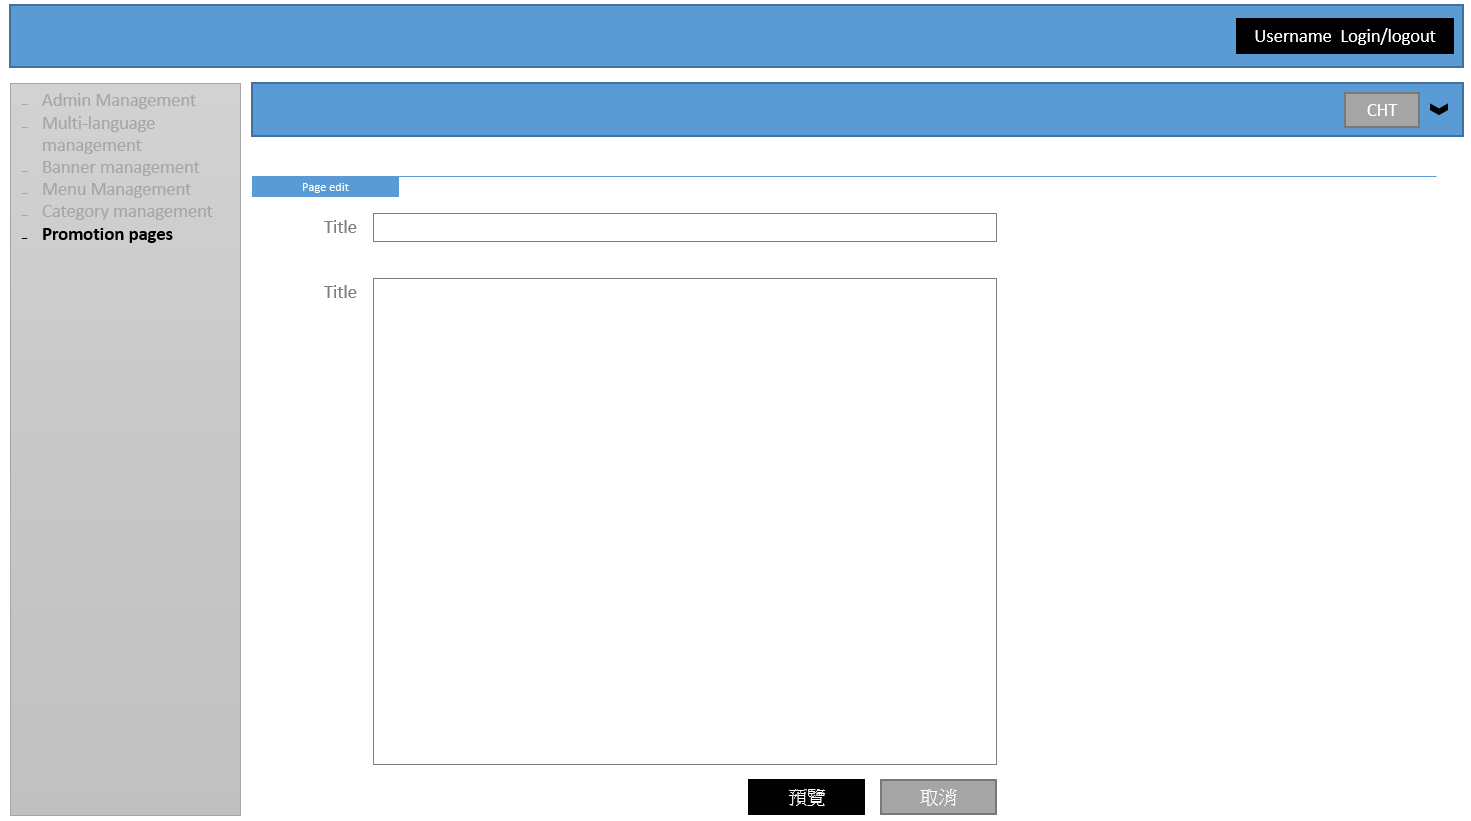 Username  Login/logout
CHT
– Admin Management
– Multi-language
management
– Banner management
– Menu Management
– Category management
– Promotion pages
Page edit
Title
Title
預覽
取消